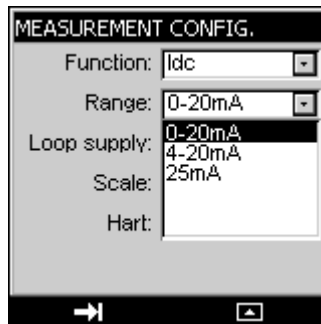 MEASUREMENT CONFIG.
Function: Idc
Range: 0-20mA
0-20mA
Loop supply:
4-20mA
25mA
Scale:
Hart: